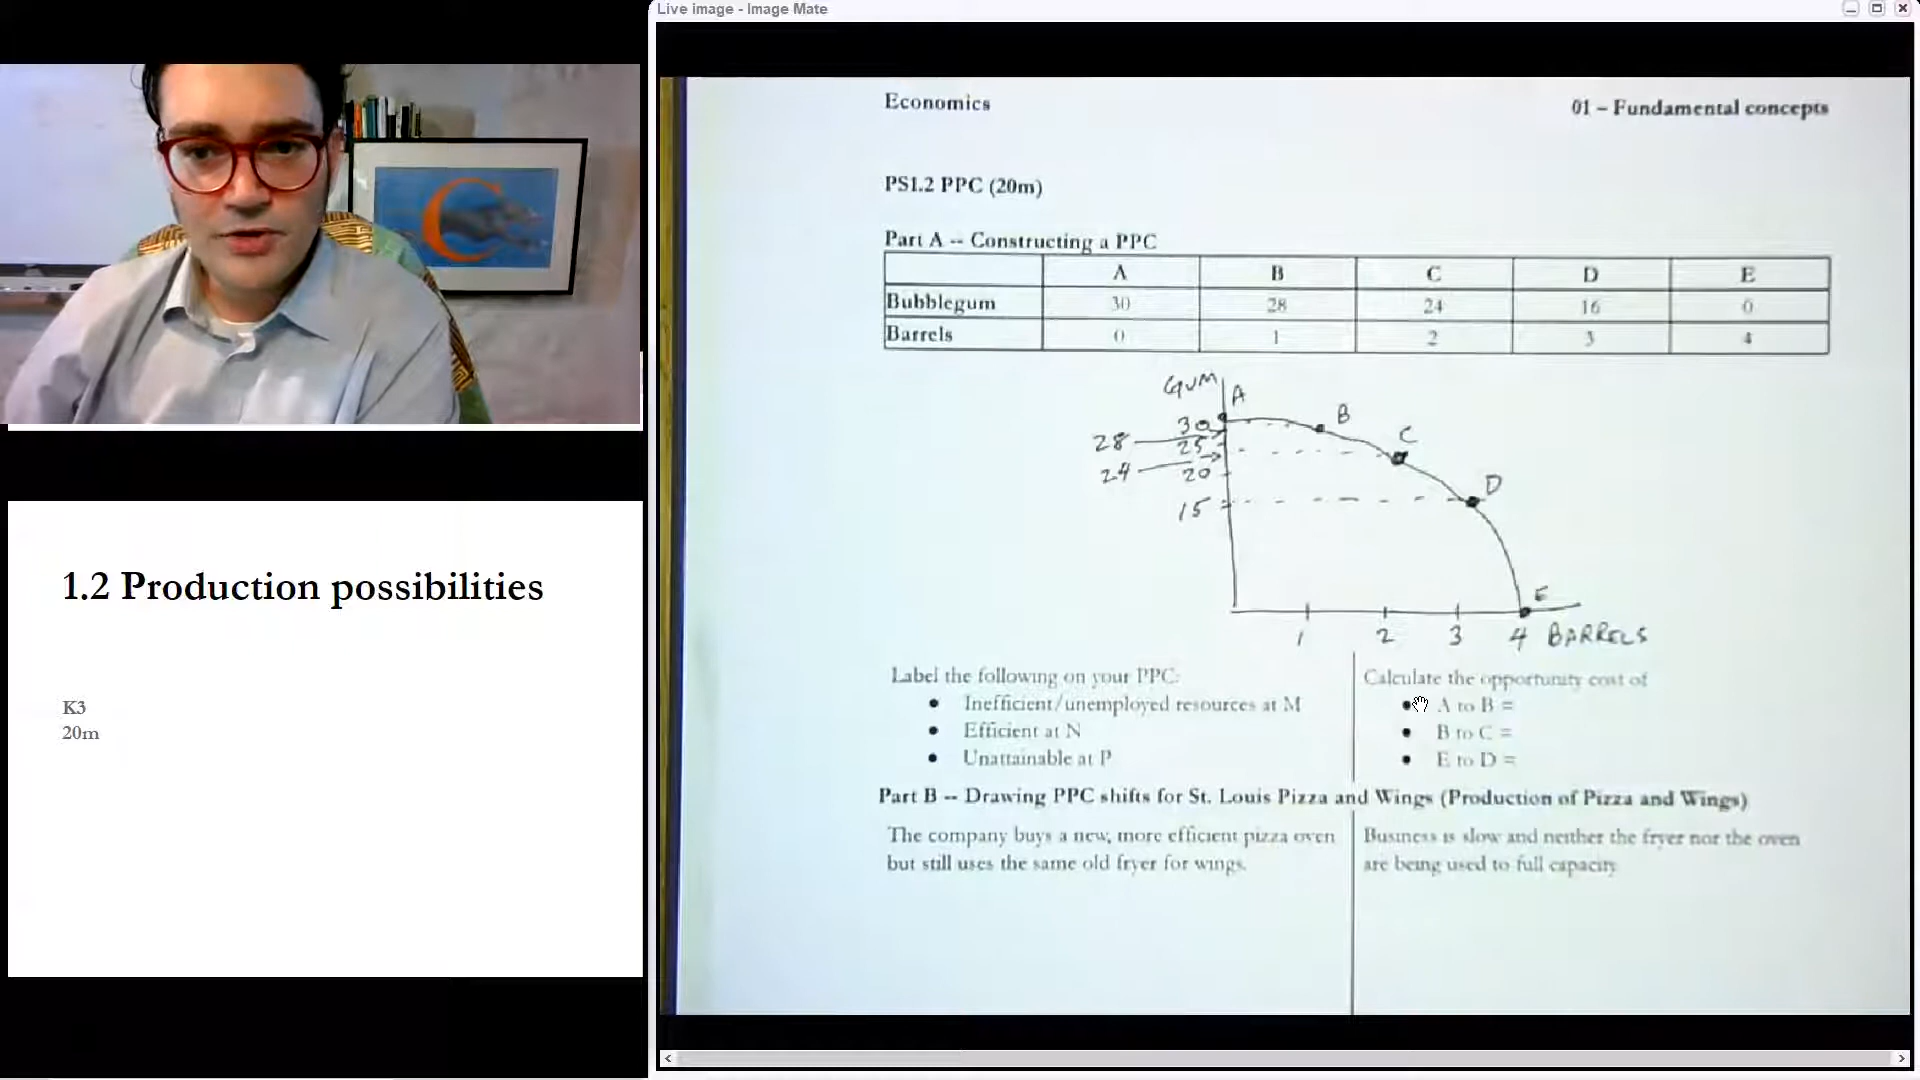 Live image - Image Mate
Economics
01 – Fundamental concepts
PS1.2 PPC (20m)
Part A -- Constructing a PPC
A B C D E
Bubblegum 30 28 24 16 0
Barrels 0 1 2 3 4
GUM
A
B
C
D
E
30
28
25
24
20
15
1 2 3 4 BARRELS
Label the following on your PPC:
• Inefficient/unemployed resources at M
• Efficient at N
• Unattainable at P
Calculate the opportunity cost of
• A to B =
• B to C =
• E to D =
Part B -- Drawing PPC shifts for St. Louis Pizza and Wings (Production of Pizza and Wings)
The company buys a new, more efficient pizza oven
but still uses the same old fryer for wings.
Business is slow and neither the fryer nor the oven
are being used to full capacity
1.2 Production possibilities
K3
20m
C